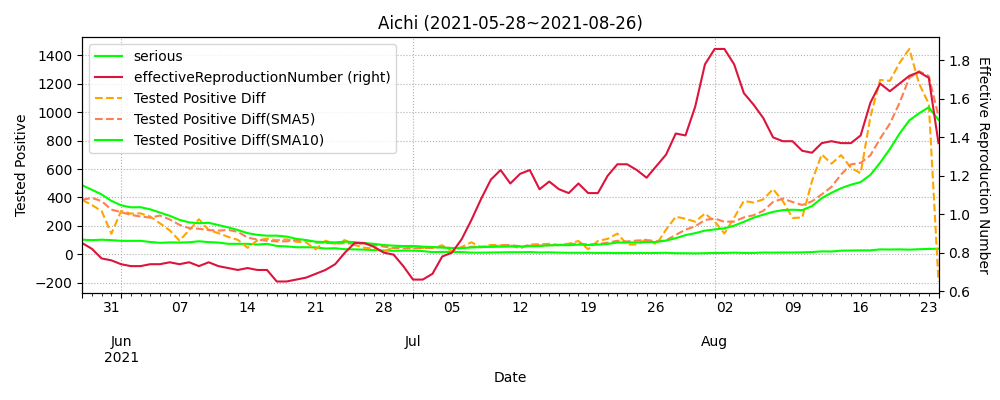 Aichi (2021-05-28~2021-08-26)
serious
effectiveReproductionNumber (right)
Tested Positive Diff
Tested Positive Diff(SMA5)
Tested Positive Diff(SMA10)
Tested Positive
1400
1200
1000
800
600
400
200
0
−200
1.8
1.6
1.4
1.2
1.0
0.8
0.6
Effective Reproduction Number
31 07 14 21 28 05 12 19 26 02 09 16 23
Jun Jul Aug
2021
Date